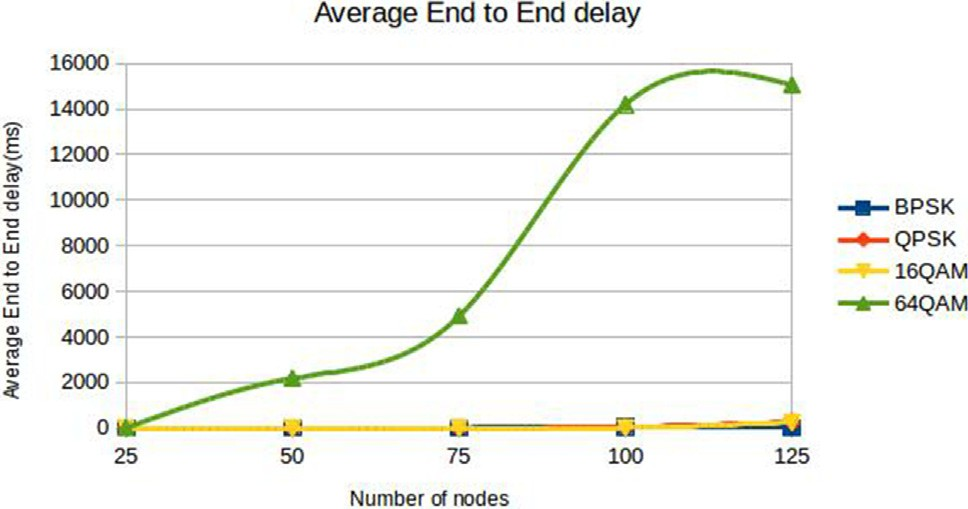 Average End to End delay
Average End to End delay(ms)
16000
14000
12000
10000
8000
6000
4000
2000
0
25 50 75 100 125
Number of nodes
BPSK
QPSK
16QAM
64QAM